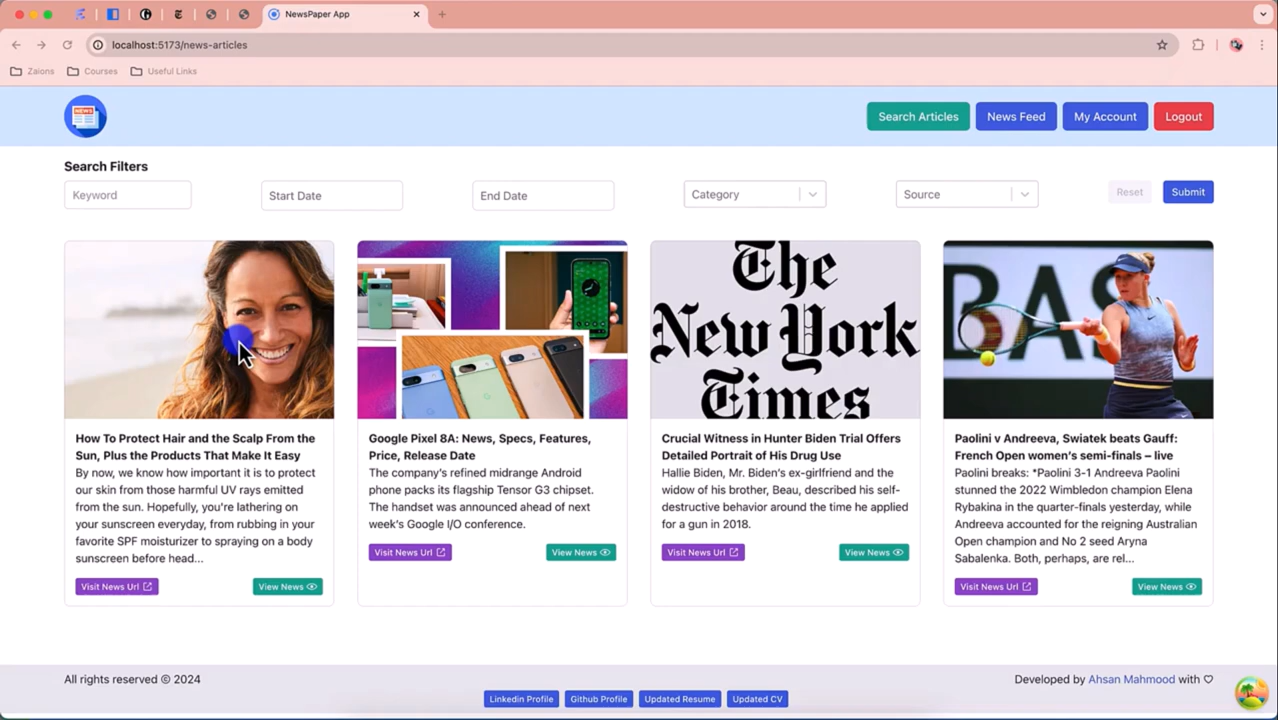 NewsPaper App
localhost:5173/news-articles
Zaions
Courses
Useful Links
NEWS
Search Articles
News Feed
My Account
Logout
Search Filters
Keyword
Start Date
End Date
Category
Source
Reset
Submit
The
New York
Times
BAS
How To Protect Hair and the Scalp From the
Sun, Plus the Products That Make It Easy
By now, we know how important it is to protect
our skin from those harmful UV rays emitted
from the sun. Hopefully, you're lathering on
your sunscreen everyday, from rubbing in your
favorite SPF moisturizer to spraying on a body
sunscreen before head...
Visit News Url
View News
Google Pixel 8A: News, Specs, Features,
Price, Release Date
The company's refined midrange Android
phone packs its flagship Tensor G3 chipset.
The handset was announced ahead of next
week's Google I/O conference.
Visit News Url
View News
Crucial Witness in Hunter Biden Trial Offers
Detailed Portrait of His Drug Use
Hallie Biden, Mr. Biden's ex-girlfriend and the
widow of his brother, Beau, described his self-
destructive behavior around the time he applied
for a gun in 2018.
Visit News Url
View News
Paolini v Andreeva, Swiatek beats Gauff:
French Open women's semi-finals – live
Paolini breaks: *Paolini 3-1 Andreeva Paolini
stunned the 2022 Wimbledon champion Elena
Rybakina in the quarter-finals yesterday, while
Andreeva accounted for the reigning Australian
Open champion and No 2 seed Aryna
Sabalenka. Both, perhaps, are rel...
Visit News Url
View News
All rights reserved © 2024
Developed by Ahsan Mahmood with ♡
Linkedin Profile
Github Profile
Updated Resume
Updated CV